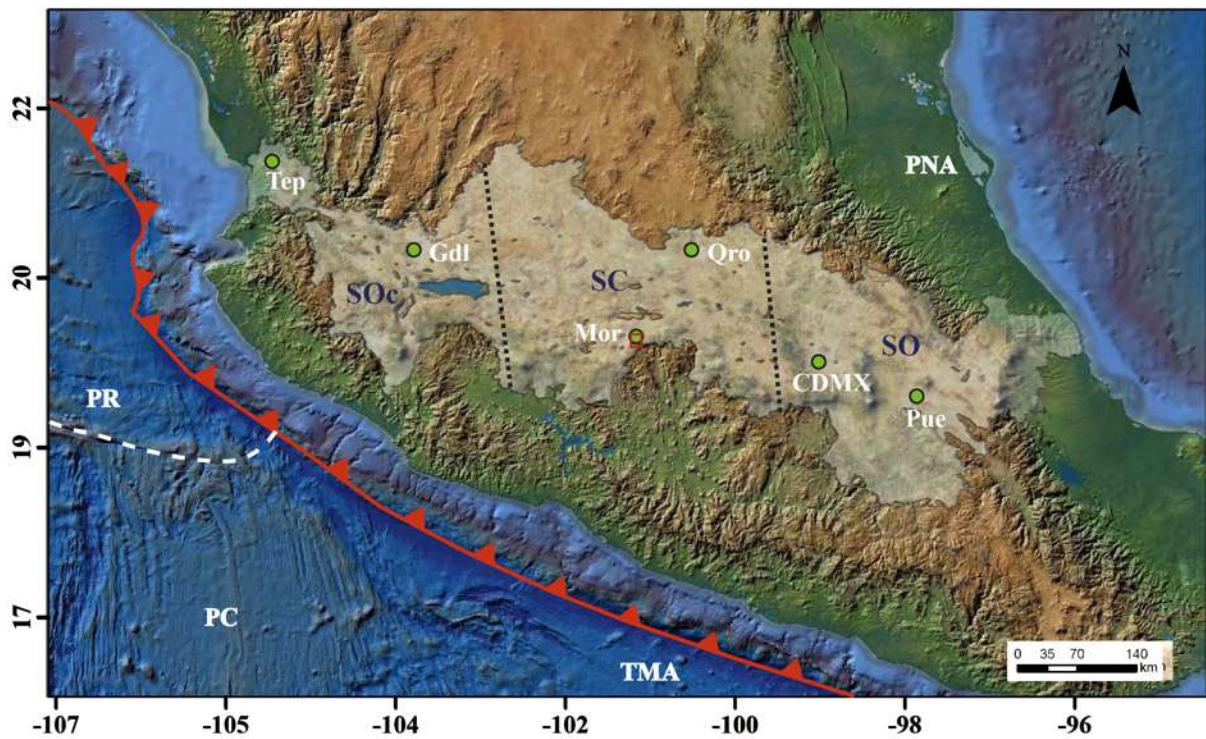 N
22
20
19
17
PNA
Tep
Gdl
Qro
SOc
SC
Mor
SO
CDMX
Pue
PR
PC
TMA
0 35 70 140
km
-107 -105 -104 -102 -100 -98 -96